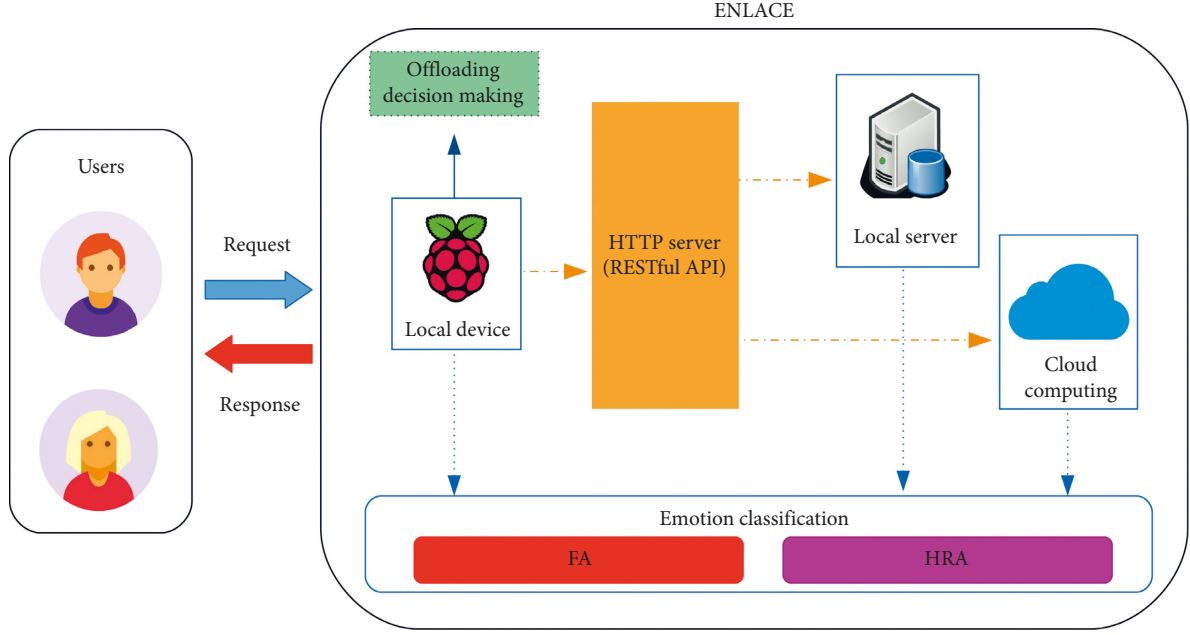 ENLACE
Users
Request
Response
Offloading
decision making
Local device
HTTP server
(RESTful API)
Local server
Cloud
computing
Emotion classification
FA
HRA